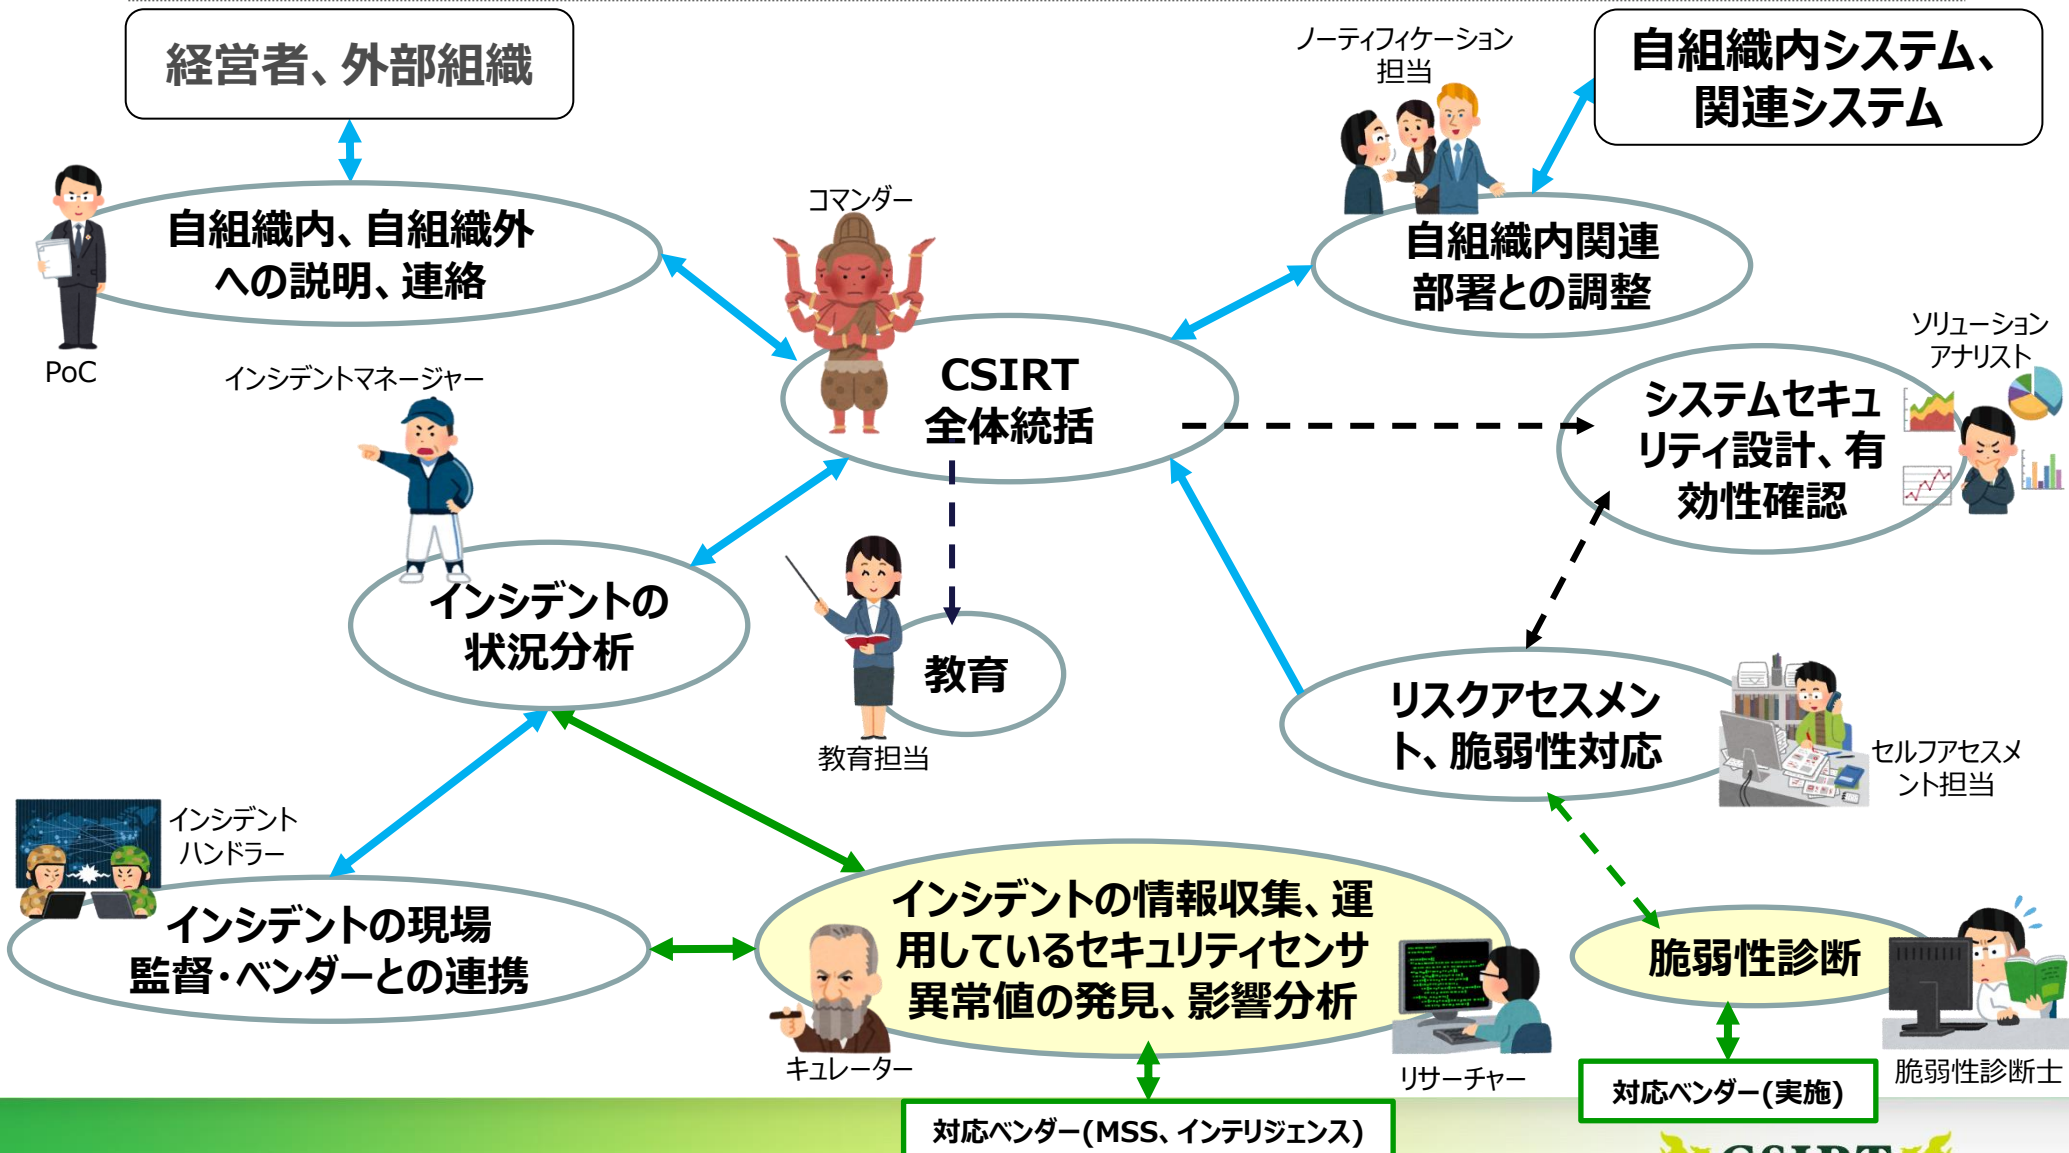 経営者、外部組織
ノーティフィケーション
担当
自組織内システム、
関連システム
自組織内、自組織外
への説明、連絡
PoC
コマンダー
自組織内関連
部署との調整
CSIRT
全体統括
ソリューション
アナリスト
システムセキュ
リティ設計、有
効性確認
インシデントマネージャー
インシデントの
状況分析
教育
教育担当
リスクアセスメン
ト、脆弱性対応
セルフアセスメ
ント担当
インシデント
ハンドラー
インシデントの現場
監督・ベンダーとの連携
インシデントの情報収集、運
用しているセキュリティセンサ
異常値の発見、影響分析
キュレーター
リサーチャー
脆弱性診断
脆弱性診断士
対応ベンダー(MSS、インテリジェンス)
対応ベンダー(実施)
CSIRT